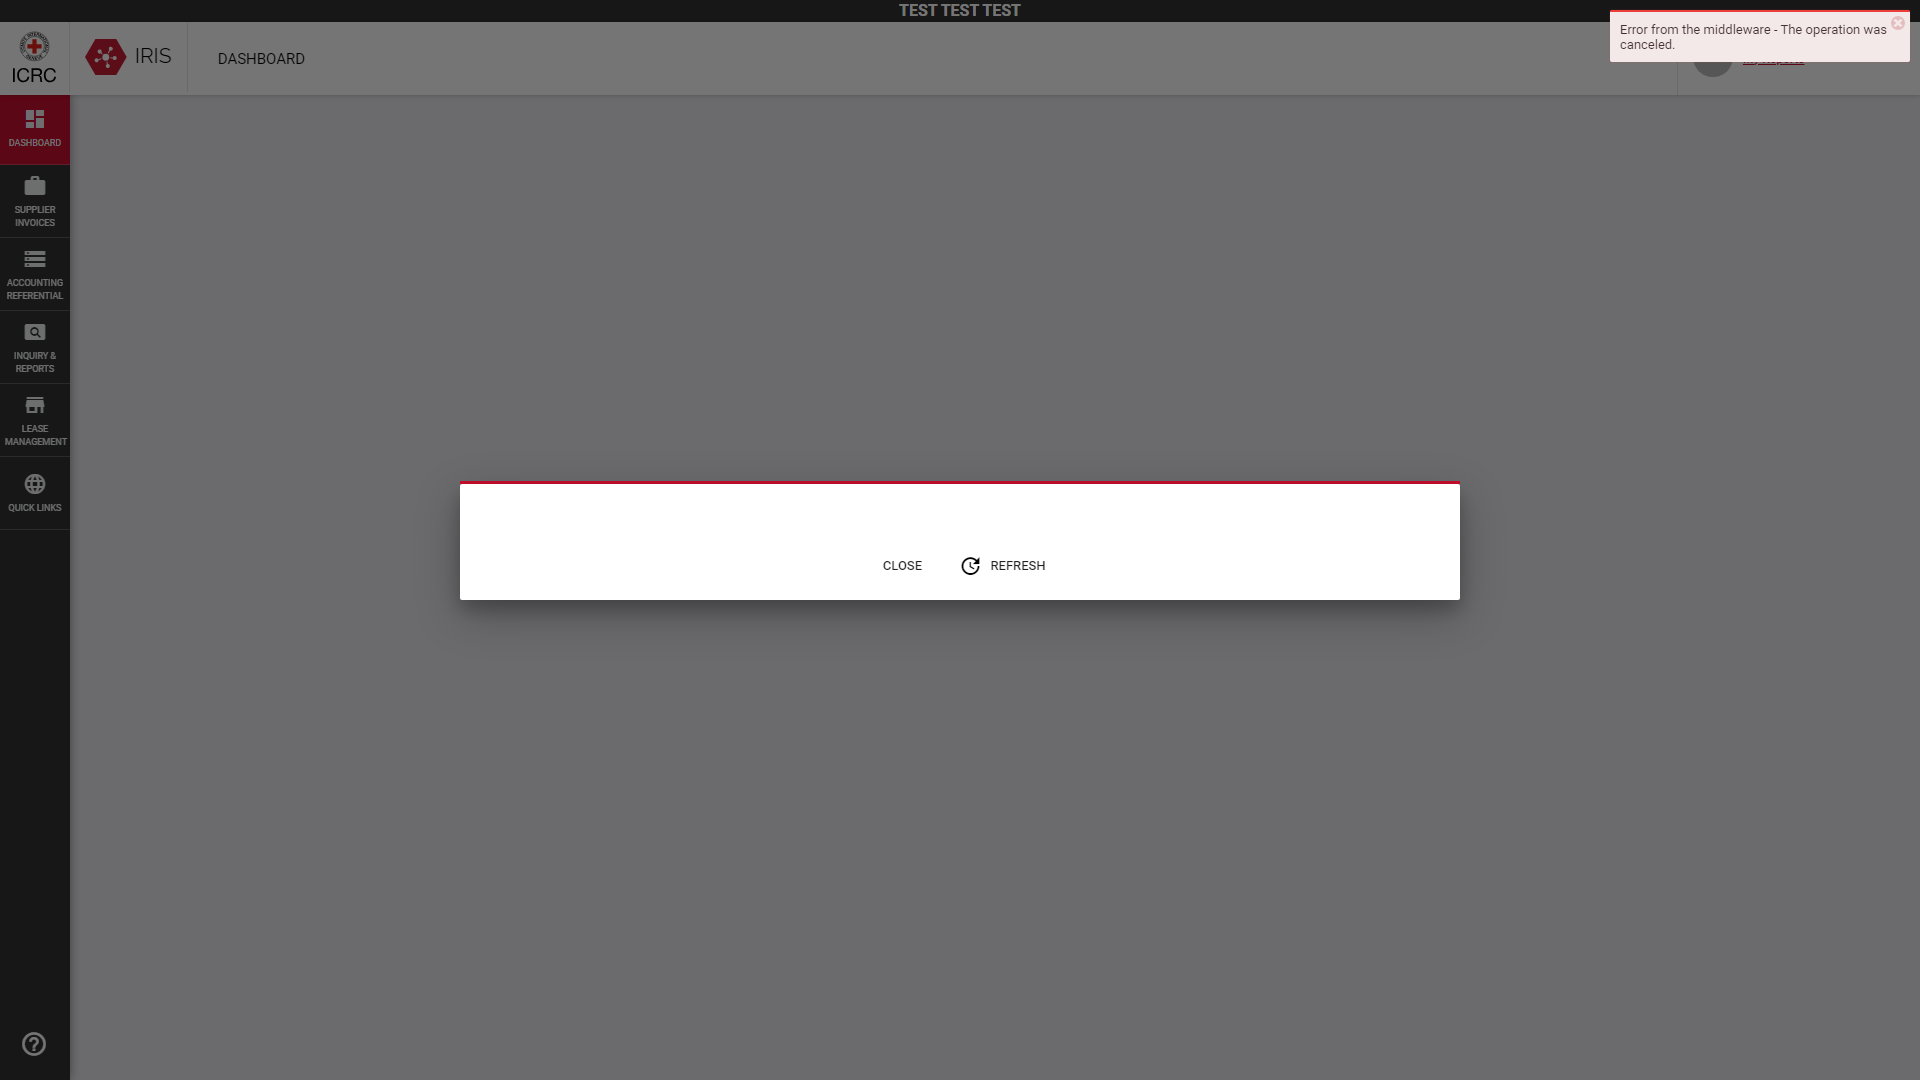 TEST TEST TEST
Error from the middleware - The operation was
canceled.
ICRC
IRIS
DASHBOARD
DASHBOARD
SUPPLIER
INVOICES
ACCOUNTING
REFERENTIAL
INQUIRY &
REPORTS
LEASE
MANAGEMENT
QUICK LINKS
CLOSE
REFRESH